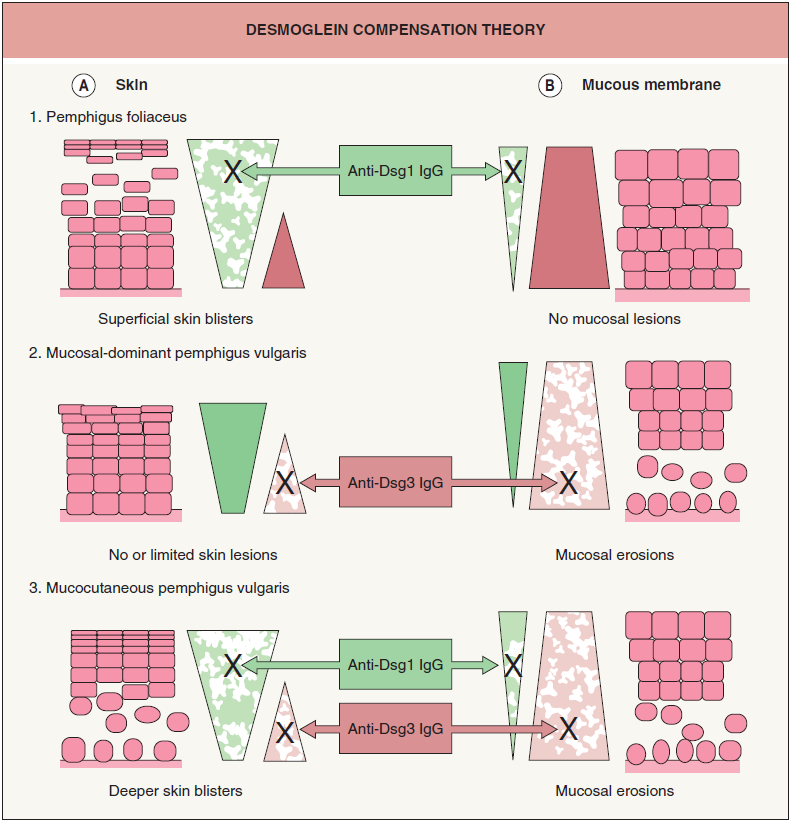 DESMOGLEIN COMPENSATION THEORY
A Skin
B Mucous membrane
1. Pemphigus foliaceus
X
Anti-Dsg1 IgG
X
Superficial skin blisters
No mucosal lesions
2. Mucosal-dominant pemphigus vulgaris
X
Anti-Dsg3 IgG
X
No or limited skin lesions
Mucosal erosions
3. Mucocutaneous pemphigus vulgaris
X
Anti-Dsg1 IgG
X
X
Anti-Dsg3 IgG
X
Deeper skin blisters
Mucosal erosions